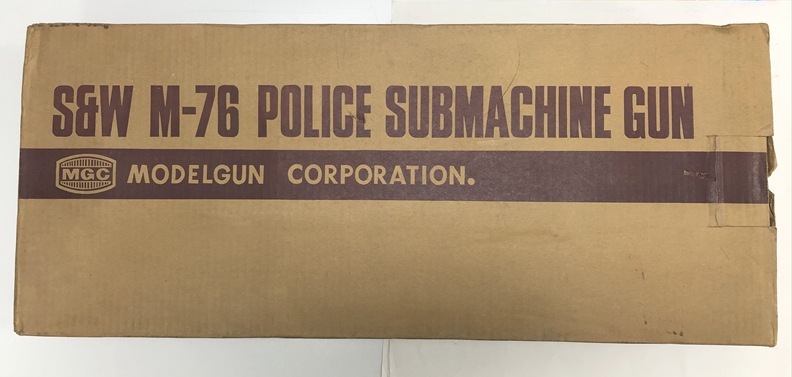 S&W M-76 POLICE SUBMACHINE GUN
MGC MODELGUN CORPORATION.